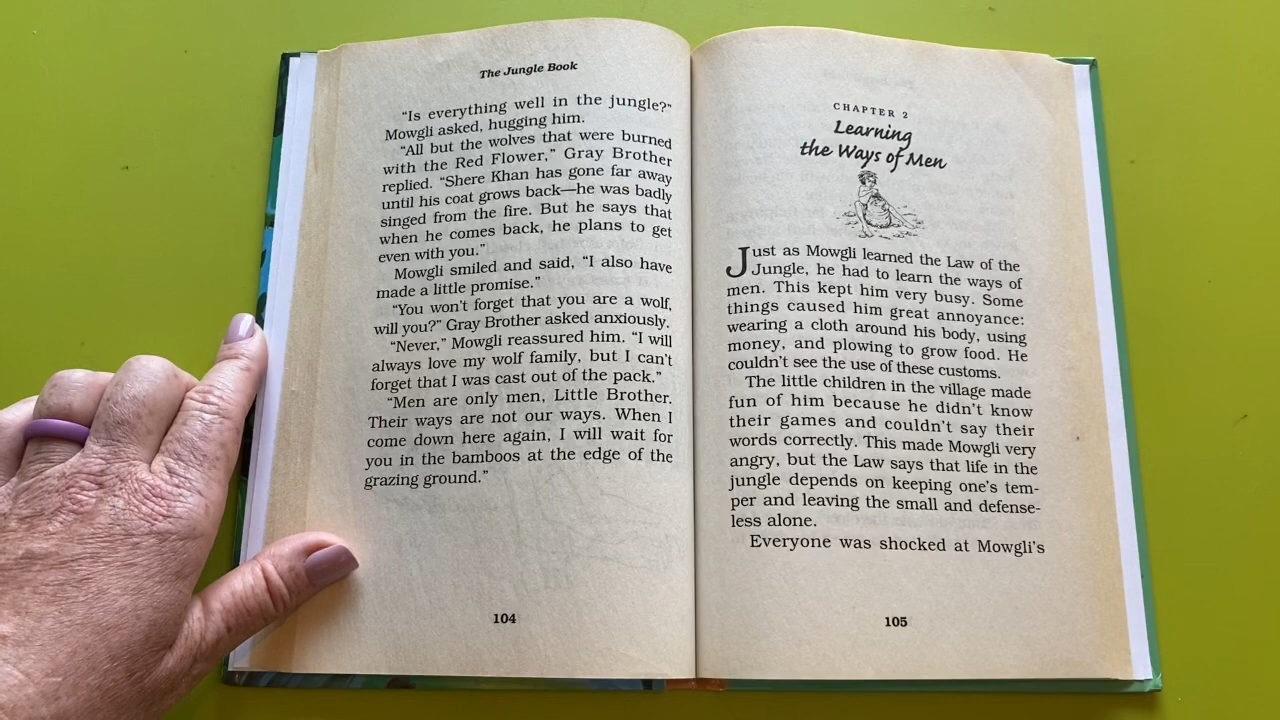 The Jungle Book
“Is everything well in the jungle?”
Mowgli asked, hugging him.
“All but the wolves that were burned
with the Red Flower,” Gray Brother
replied. “Shere Khan has gone far away
until his coat grows back—he was badly
singed from the fire. But he says that
when he comes back, he plans to get
even with you.”
Mowgli smiled and said, “I also have
made a little promise.”
“You won’t forget that you are a wolf,
will you?” Gray Brother asked anxiously.
“Never,” Mowgli reassured him. “I will
always love my wolf family, but I can’t
forget that I was cast out of the pack.”
“Men are only men, Little Brother.
Their ways are not our ways. When I
come down here again, I will wait for
you in the bamboos at the edge of the
grazing ground.”
104
CHAPTER 2
Learning
the Ways of Men
Just as Mowgli learned the Law of the
Jungle, he had to learn the ways of
men. This kept him very busy. Some
things caused him great annoyance:
wearing a cloth around his body, using
money, and plowing to grow food. He
couldn’t see the use of these customs.
The little children in the village made
fun of him because he didn’t know
their games and couldn’t say their
words correctly. This made Mowgli very
angry, but the Law says that life in the
jungle depends on keeping one’s tem-
per and leaving the small and defense-
less alone.
Everyone was shocked at Mowgli’s
105